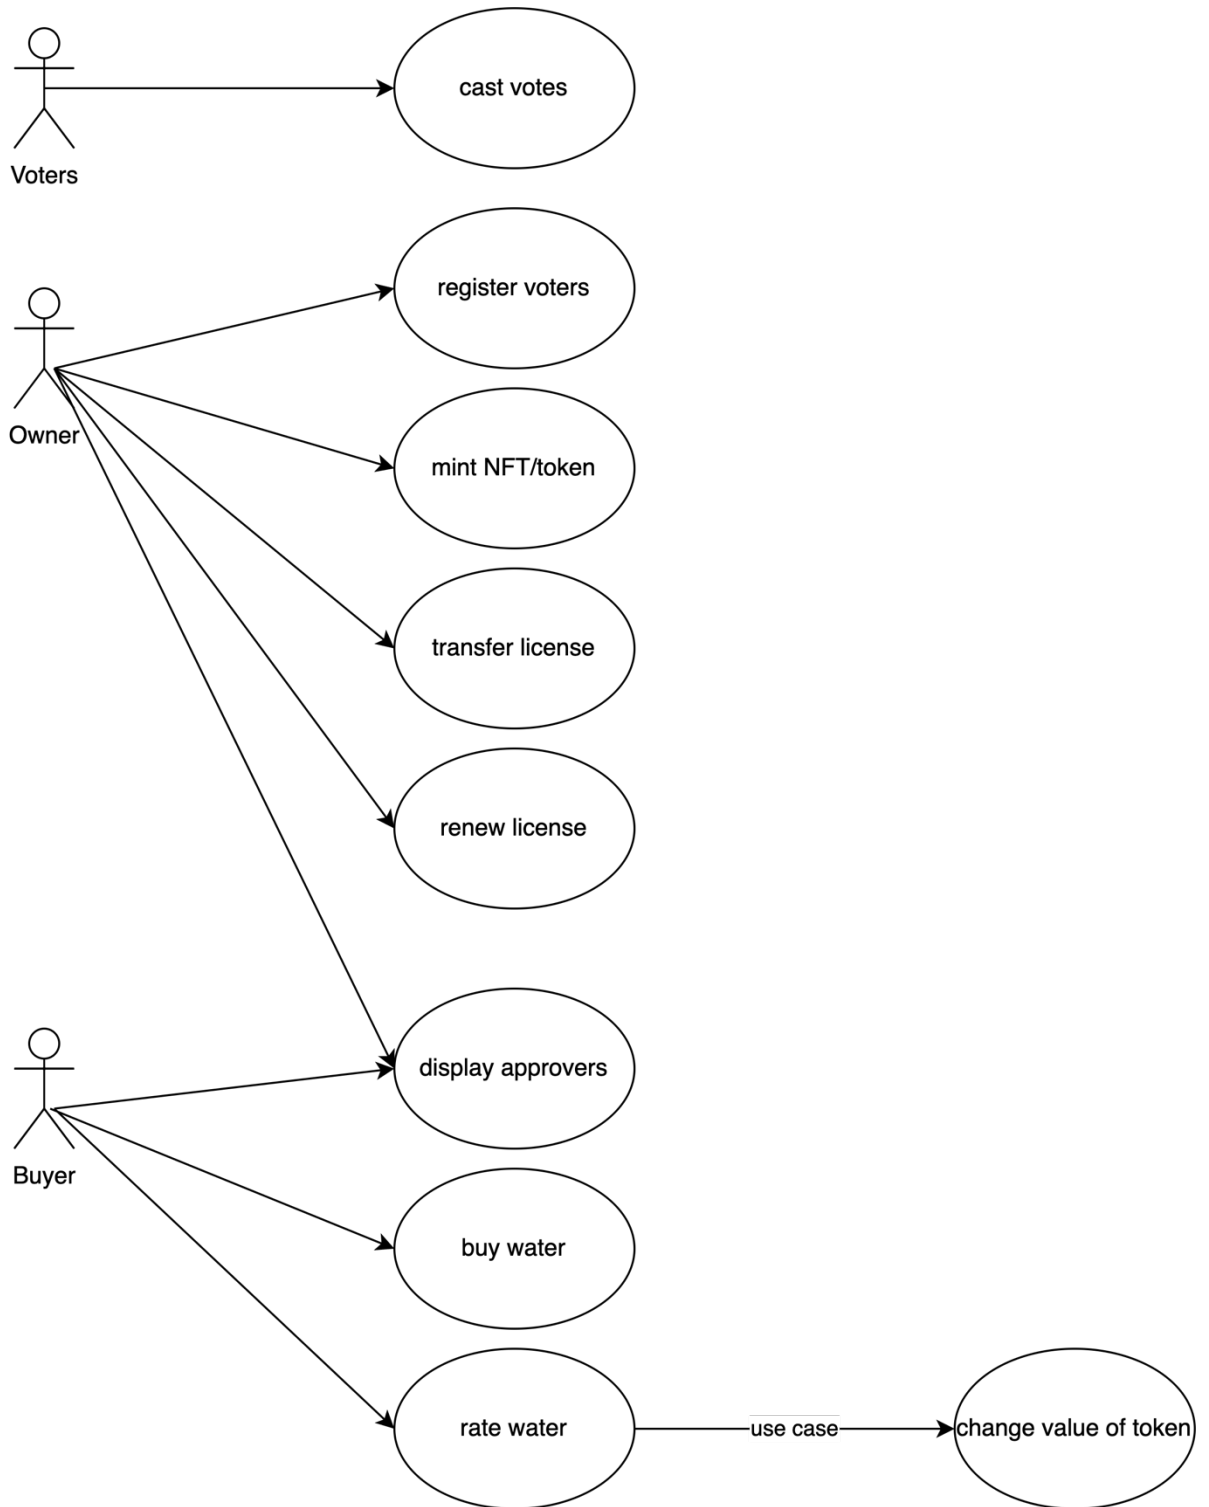 cast votes
Voters
register voters
Owner
mint NFT/token
transfer license
renew license
display approvers
Buyer
buy water
rate water
use case
change value of token